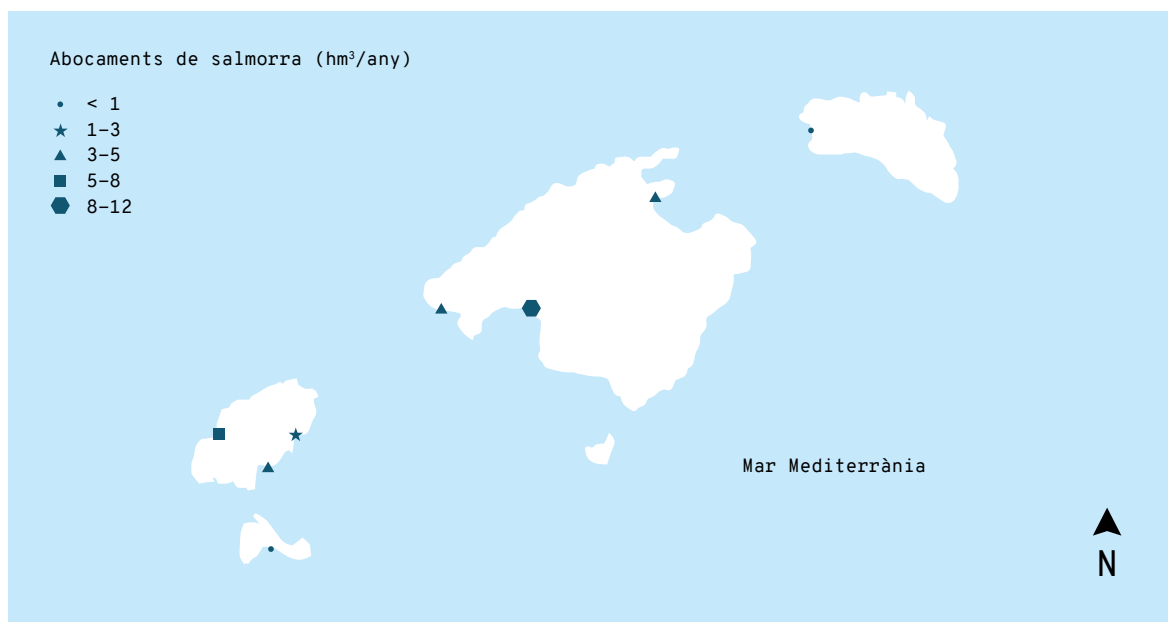 Abocaments de salmorra (hm³/any)
< 1
1–3
3–5
5–8
8–12
Mar Mediterrània
N